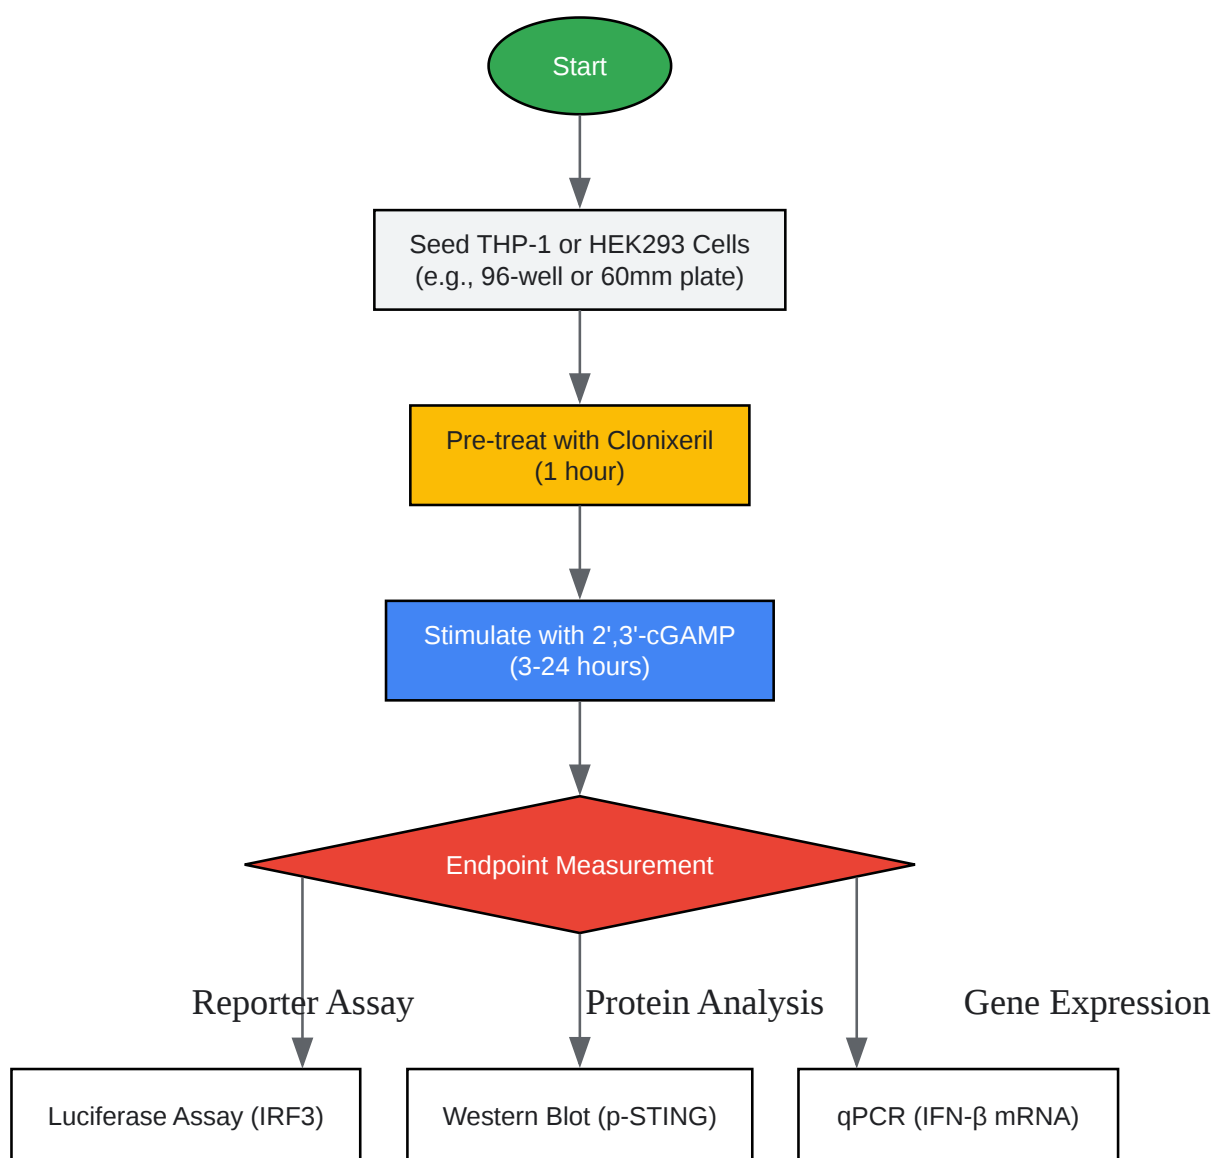 Start
Seed THP-1 or HEK293 Cells
(e.g., 96-well or 60mm plate)
Pre-treat with Clonixeril
(1 hour)
Stimulate with 2',3'-cGAMP
(3-24 hours)
Endpoint Measurement
Reporter Assay
Protein Analysis
Gene Expression
Luciferase Assay (IRF3)
Western Blot (p-STING)
qPCR (IFN-β mRNA)